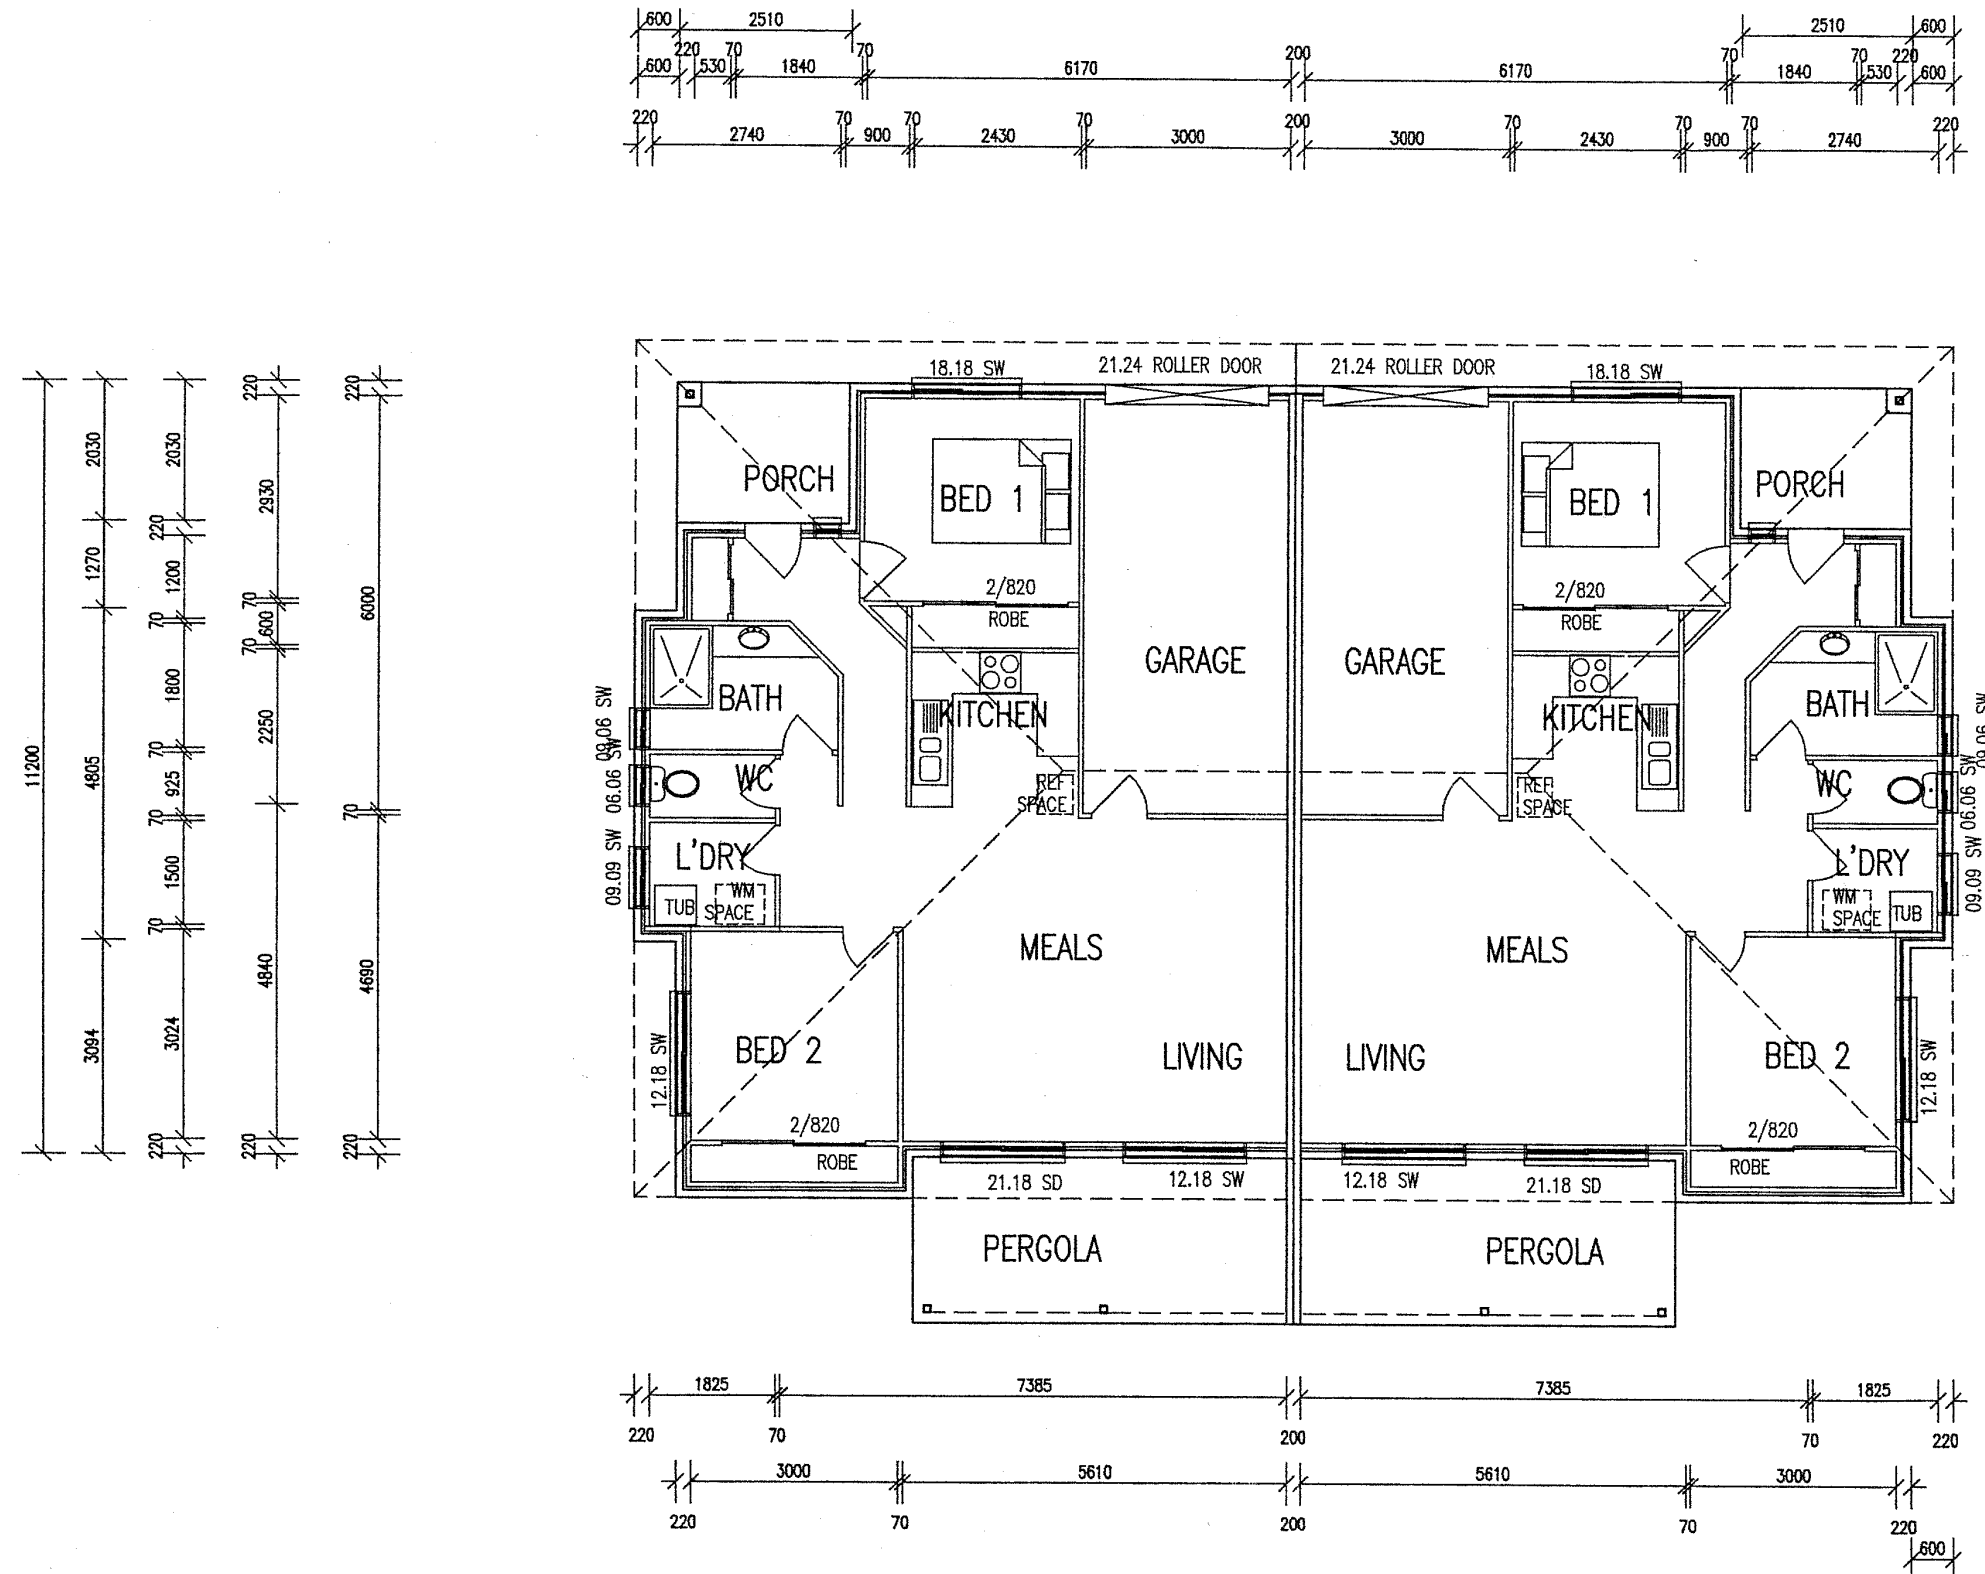 600 2510 2510 600
220 70 70 200 70 70 220
600 530 1840 6170 6170 1840 530 600
220 70 70 70 200 70 70 70 220
2740 900 2430 3000 3000 2430 900 2740
18.18 SW 21.24 ROLLER DOOR 21.24 ROLLER DOOR 18.18 SW
PORCH BED 1 BED 1 PORCH
2/820 2/820
ROBE ROBE
GARAGE GARAGE
BATH KITCHEN KITCHEN BATH
WC REF SPACE REF SPACE WC
L'DRY L'DRY
TUB WM SPACE WM SPACE TUB
MEALS MEALS
BED 2 LIVING LIVING BED 2
2/820 2/820
ROBE ROBE
21.18 SD 12.18 SW 12.18 SW 21.18 SD
PERGOLA PERGOLA
09.06 SW
06.06 SW
09.09 SW
12.18 SW
09.06 SW
06.06 SW
09.09 SW
12.18 SW
11200
2030 1270 4805 3094
2030 220 1200 70 1800 70 925 70 1500 70 3024 220
220 2930 70 600 70 2250 4840 220
220 6000 70 4690 220
1825 7385 7385 1825
220 70 200 70 220
3000 5610 5610 3000
220 70 200 70 220
600